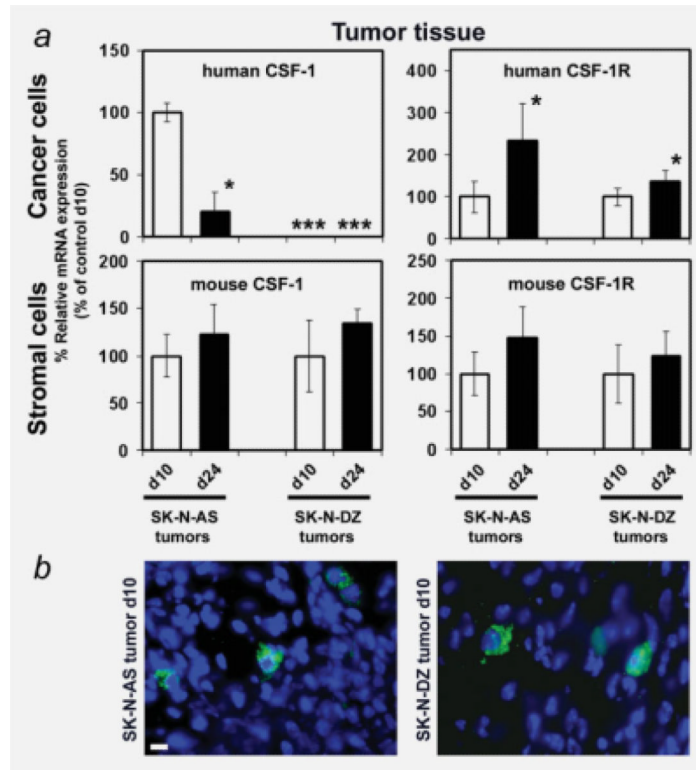 a
Tumor tissue
Cancer cells
Stromal cells
% Relative mRNA expression
(% of control d10)
human CSF-1
150
100
50
0
*
*** ***
human CSF-1R
400
300
200
100
0
*
*
mouse CSF-1
200
150
100
50
0
mouse CSF-1R
250
200
150
100
50
0
d10 d24 d10 d24
SK-N-AS
tumors
SK-N-DZ
tumors
d10 d24 d10 d24
SK-N-AS
tumors
SK-N-DZ
tumors
b
SK-N-AS tumor d10
SK-N-DZ tumor d10